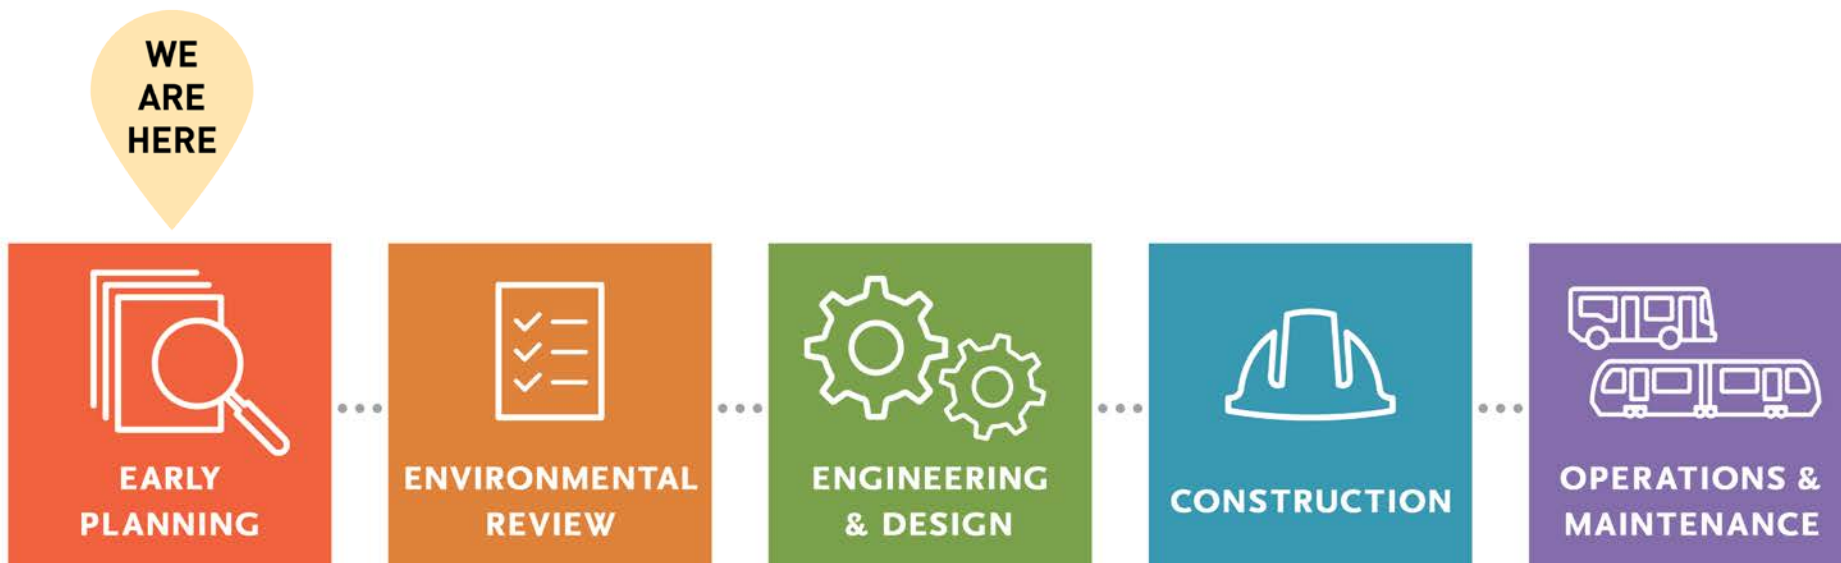 WE
ARE
HERE
EARLY
PLANNING
ENVIRONMENTAL
REVIEW
ENGINEERING
& DESIGN
CONSTRUCTION
OPERATIONS &
MAINTENANCE